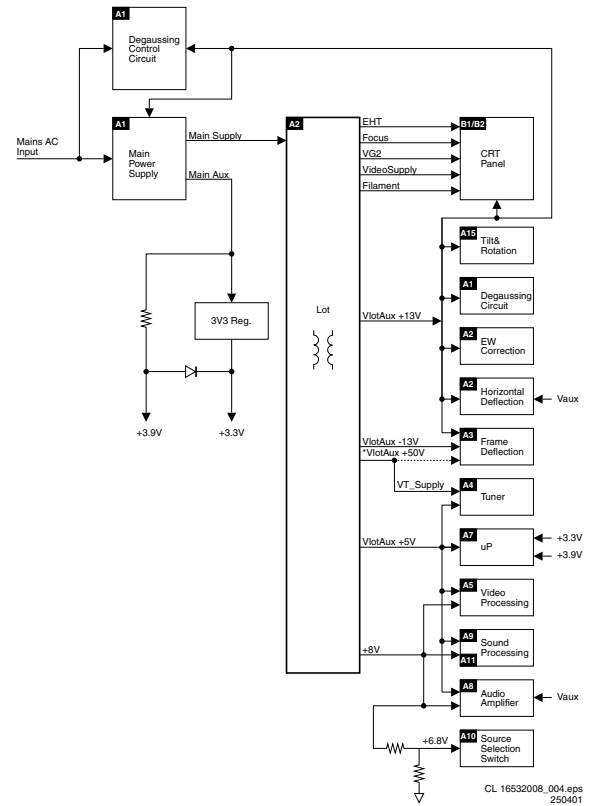 A1
Degaussing
Control
Circuit
A1
Main
Power
Supply
Mains AC
Input
Main Supply
Main Aux
3V3 Reg.
+3.9V
+3.3V
A2
Lot
EHT
Focus
VG2
VideoSupply
Filament
B1/B2
CRT
Panel
A15
Tilt&
Rotation
A1
Degaussing
Circuit
VlotAux +13V
A2
EW
Correction
A2
Horizontal
Deflection
Vaux
A3
Frame
Deflection
VlotAux -13V
*VlotAux +50V
VT_Supply
A4
Tuner
VlotAux +5V
A7
uP
+3.3V
+3.9V
A5
Video
Processing
A9
Sound
Processing
A11
+8V
A8
Audio
Amplifier
Vaux
+6.8V
A10
Source
Selection
Switch
CL 16532008_004.eps
250401